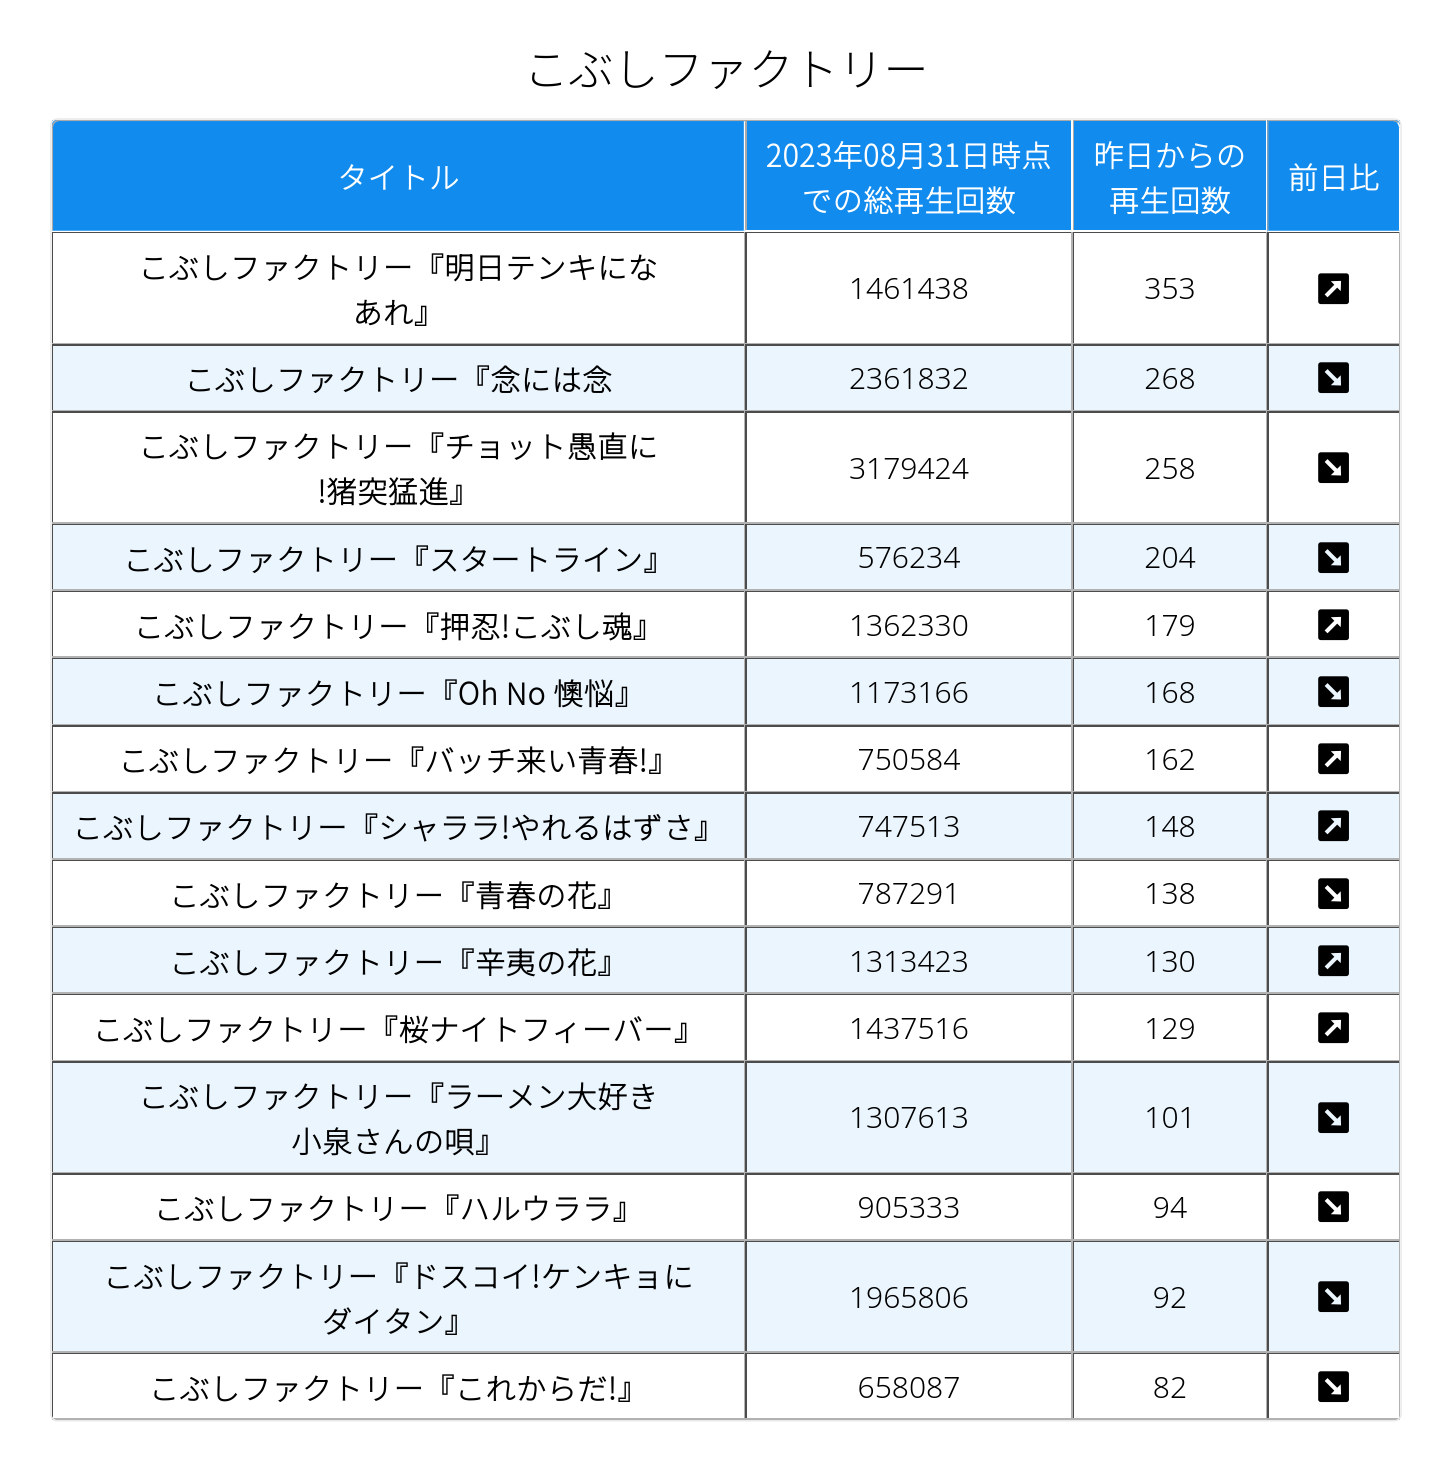 こぶしファクトリー
タイトル
2023年08月31日時点
での総再生回数
昨日からの
再生回数
前日比
こぶしファクトリー『明日テンキにな
あれ』
1461438
353
こぶしファクトリー『念には念
2361832
268
こぶしファクトリー『チョット愚直に
!猪突猛進』
3179424
258
こぶしファクトリー『スタートライン』
576234
204
こぶしファクトリー『押忍!こぶし魂』
1362330
179
こぶしファクトリー『Oh No 懊悩』
1173166
168
こぶしファクトリー『バッチ来い青春!』
750584
162
こぶしファクトリー『シャララ!やれるはずさ』
747513
148
こぶしファクトリー『青春の花』
787291
138
こぶしファクトリー『辛夷の花』
1313423
130
こぶしファクトリー『桜ナイトフィーバー』
1437516
129
こぶしファクトリー『ラーメン大好き
小泉さんの唄』
1307613
101
こぶしファクトリー『ハルウララ』
905333
94
こぶしファクトリー『ドスコイ!ケンキョに
ダイタン』
1965806
92
こぶしファクトリー『これからだ!』
658087
82